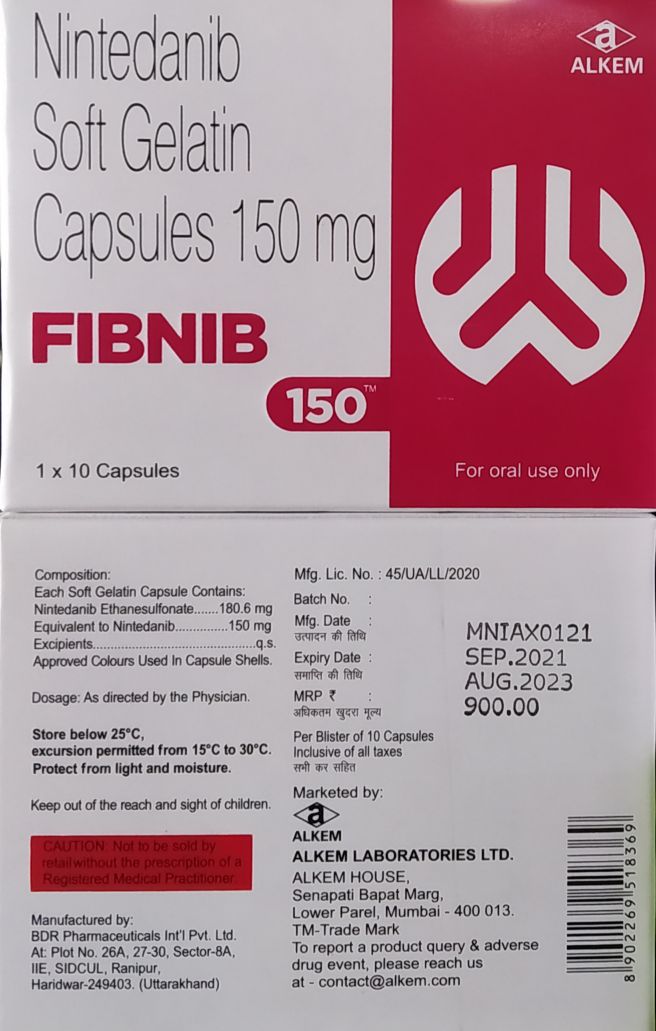 Nintedanib
Soft Gelatin
Capsules 150 mg
FIBNIB
150™
1 x 10 Capsules
a
ALKEM
For oral use only
Composition:
Each Soft Gelatin Capsule Contains:
Nintedanib Ethanesulfonate.......180.6 mg
Equivalent to Nintedanib..............150 mg
Excipients...........................................q.s.
Approved Colours Used In Capsule Shells.
Dosage: As directed by the Physician.
Store below 25°C,
excursion permitted from 15°C to 30°C.
Protect from light and moisture.
Keep out of the reach and sight of children.
CAUTION: Not to be sold by
retail without the prescription of a
Registered Medical Practitioner.
Manufactured by:
BDR Pharmaceuticals Int'l Pvt. Ltd.
At: Plot No. 26A, 27-30, Sector-8A,
IIE, SIDCUL, Ranipur,
Haridwar-249403. (Uttarakhand)
Mfg. Lic. No. : 45/UA/LL/2020
Batch No. : MNIAX0121
Mfg. Date : SEP.2021
उत्पादन की तिथि
Expiry Date : AUG.2023
समाप्ति की तिथि
MRP ₹ : 900.00
अधिकतम खुदरा मूल्य
Per Blister of 10 Capsules
Inclusive of all taxes
सभी कर सहित
Marketed by:
a
ALKEM
ALKEM LABORATORIES LTD.
ALKEM HOUSE,
Senapati Bapat Marg,
Lower Parel, Mumbai - 400 013.
TM-Trade Mark
To report a product query & adverse
drug event, please reach us
at - contact@alkem.com
8 902269 518369